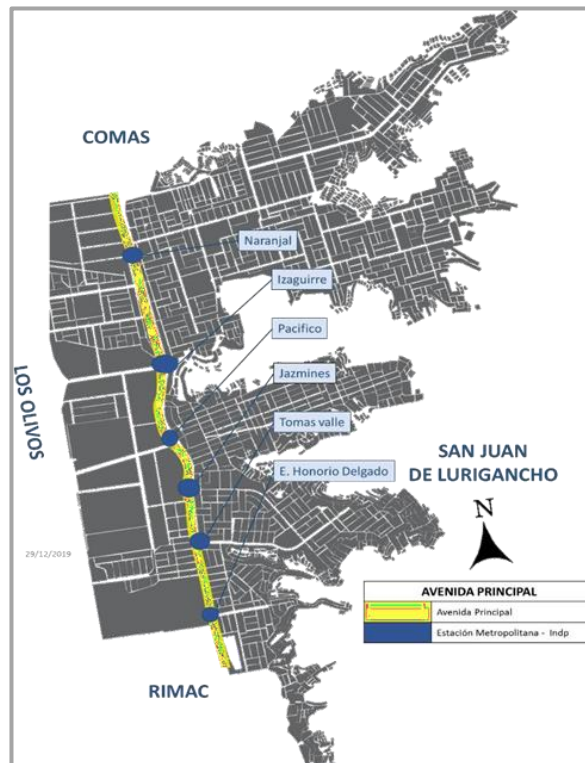 COMAS
Naranjal
Izaguirre
Pacifico
Jazmines
Tomas valle
E. Honorio Delgado
LOS OLIVOS
SAN JUAN
DE LURIGANCHO
N
29/12/2019
AVENIDA PRINCIPAL
Avenida Principal
Estación Metropolitana - Indp
RIMAC